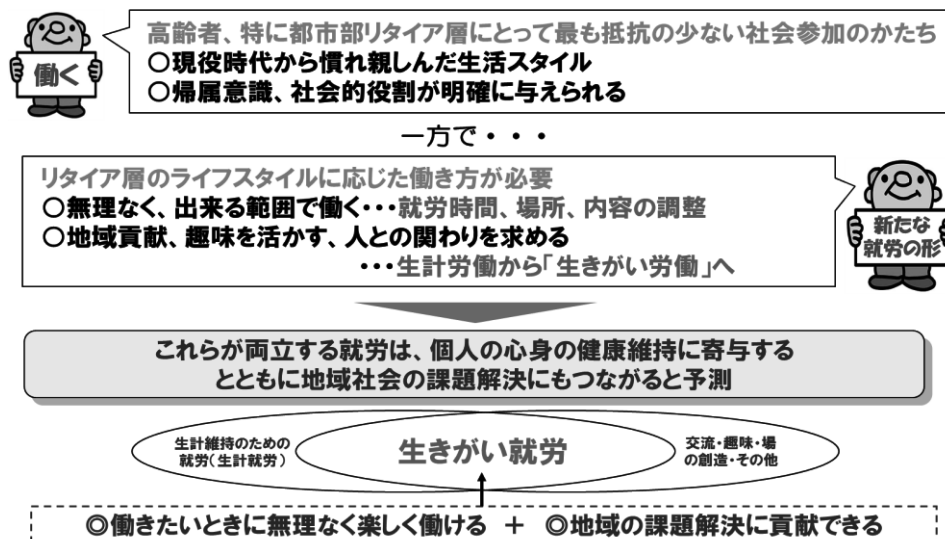 高齢者、特に都市部リタイア層にとって最も抵抗の少ない社会参加のかたち
働く
○現役時代から慣れ親しんだ生活スタイル
○帰属意識、社会的役割が明確に与えられる
一方で・・・
リタイア層のライフスタイルに応じた働き方が必要
○無理なく、出来る範囲で働く・・・就労時間、場所、内容の調整
○地域貢献、趣味を活かす、人との関わりを求める
・・・生計労働から「生きがい労働」へ
新たな
就労の形
これらが両立する就労は、個人の心身の健康維持に寄与する
とともに地域社会の課題解決にもつながると予測
生計維持のための
就労(生計就労)
生きがい就労
交流・趣味・場
の創造・その他
◎働きたいときに無理なく楽しく働ける + ◎地域の課題解決に貢献できる